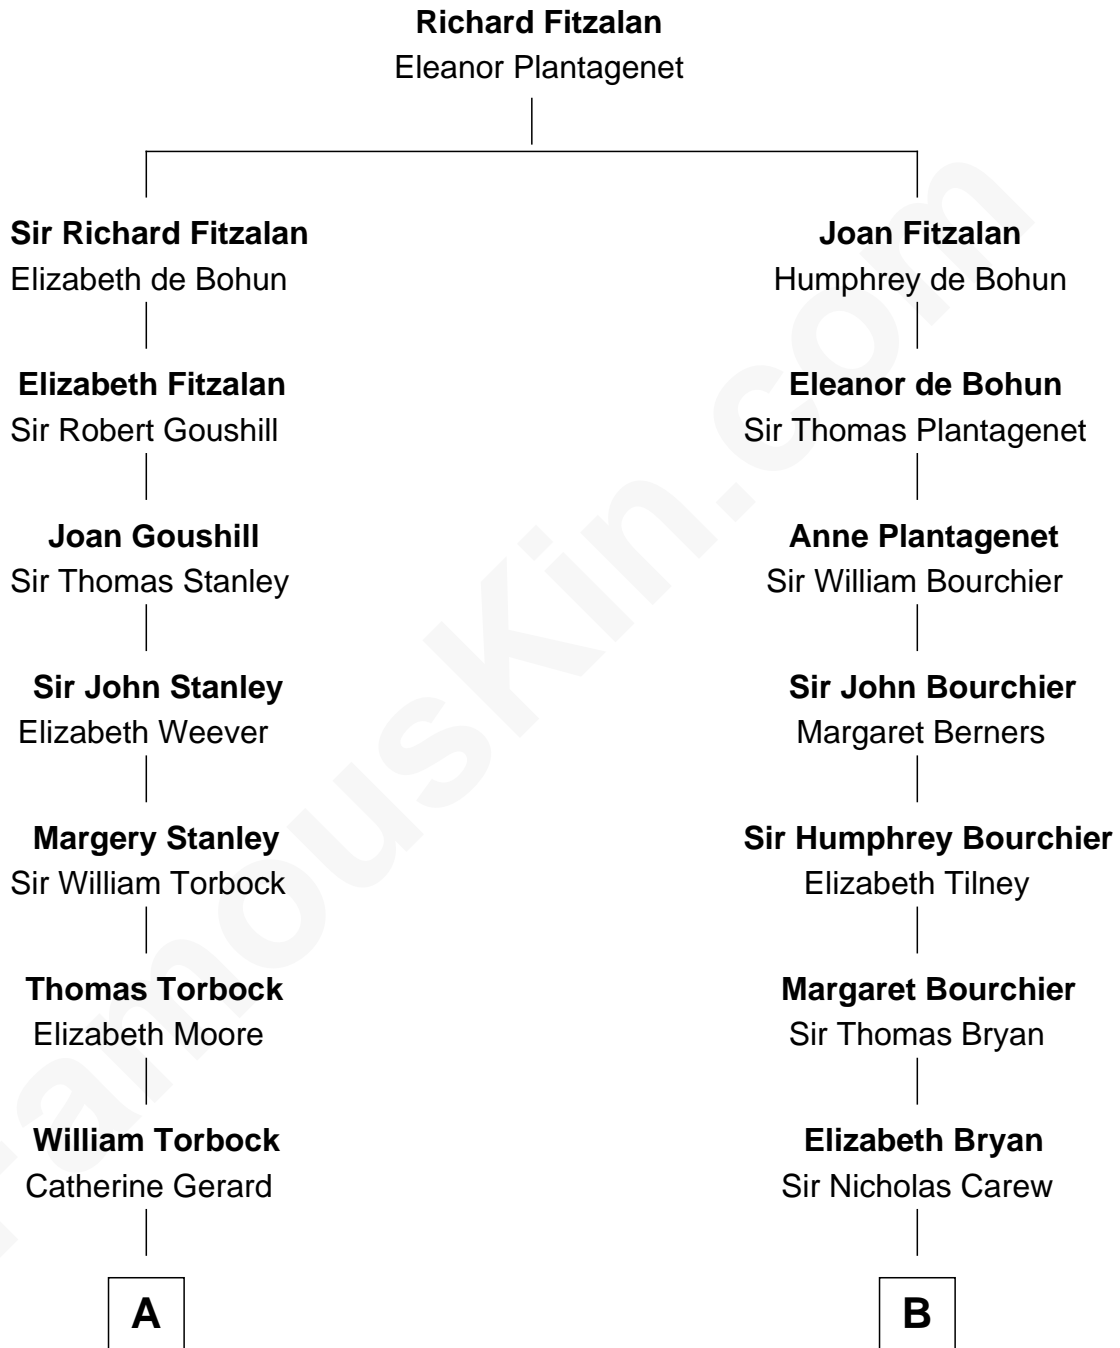 Richard Fitzalan
Eleanor Plantagenet
Sir Richard Fitzalan
Elizabeth de Bohun
Elizabeth Fitzalan
Sir Robert Goushill
Joan Goushill
Sir Thomas Stanley
Sir John Stanley
Elizabeth Weever
Margery Stanley
Sir William Torbock
Thomas Torbock
Elizabeth Moore
William Torbock
Catherine Gerard
A
Joan Fitzalan
Humphrey de Bohun
Eleanor de Bohun
Sir Thomas Plantagenet
Anne Plantagenet
Sir William Bourchier
Sir John Bourchier
Margaret Berners
Sir Humphrey Bourchier
Elizabeth Tilney
Margaret Bourchier
Sir Thomas Bryan
Elizabeth Bryan
Sir Nicholas Carew
B
FamousKin.com